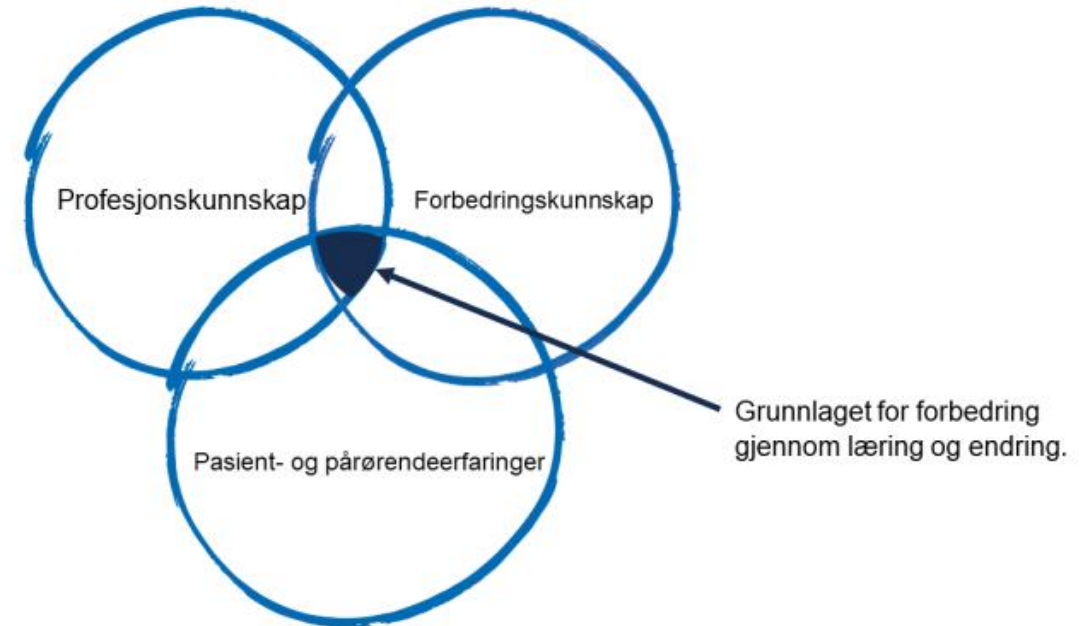 Profesjonskunnskap
Forbedringskunnskap
Pasient- og pårørendeerfaringer
Grunnlaget for forbedring
gjennom læring og endring.